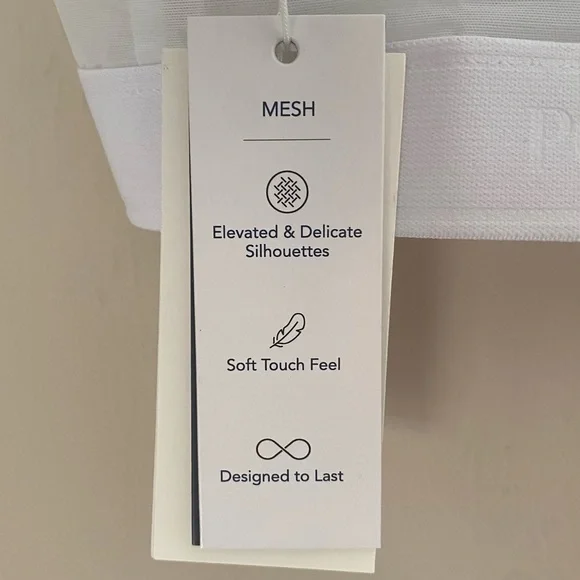 MESH
Elevated & Delicate
Silhouettes
Soft Touch Feel
Designed to Last